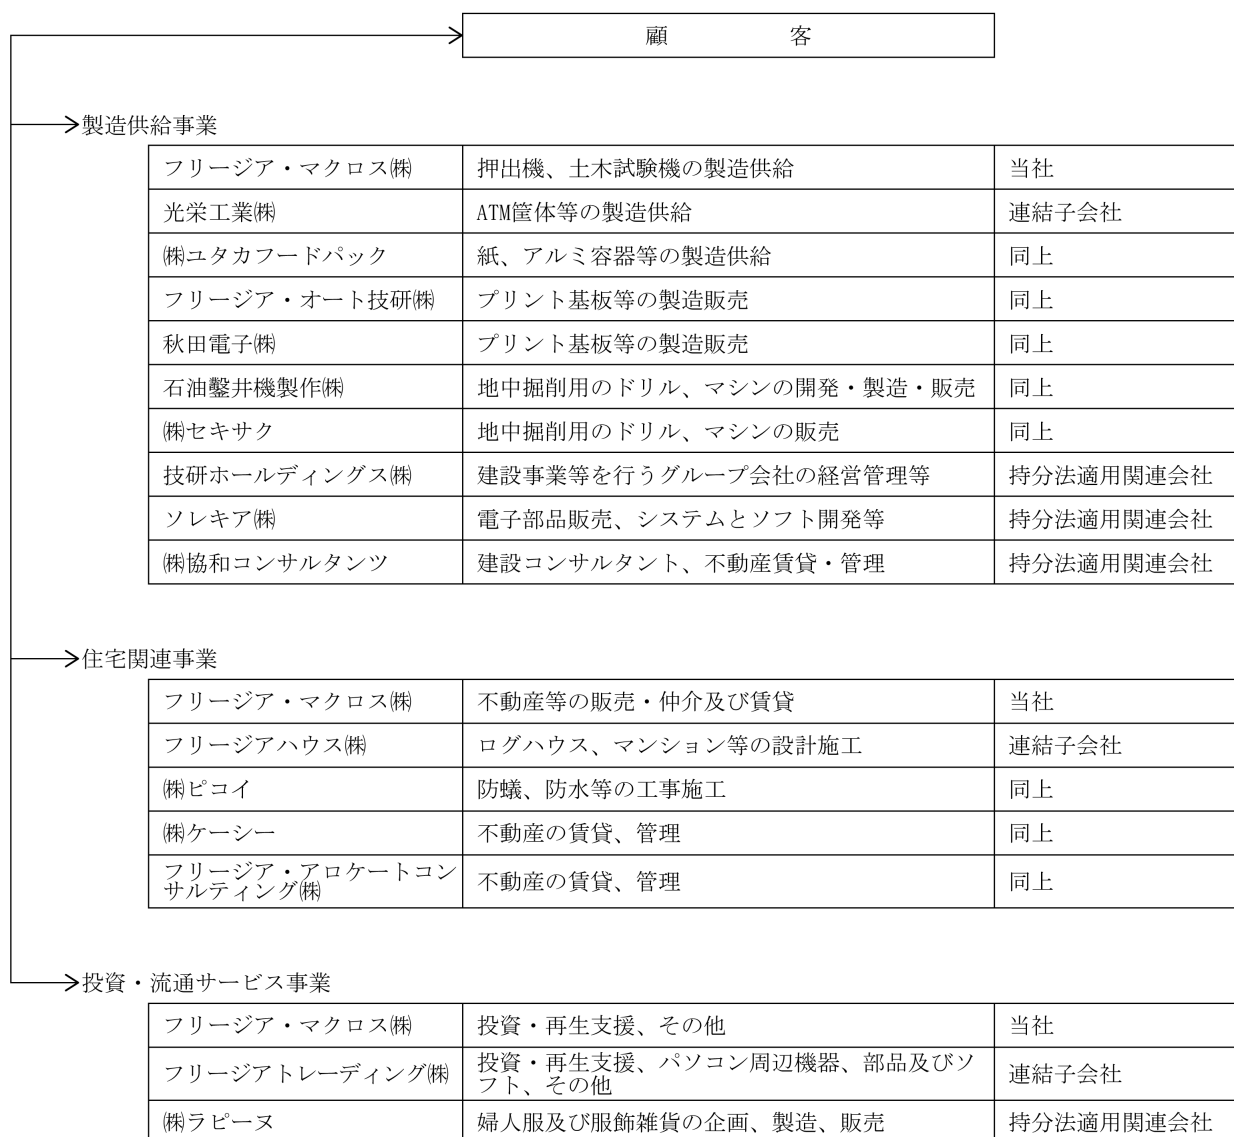 顧 客
製造供給事業
フリージア・マクロス㈱ 押出機、土木試験機の製造供給 当社
光栄工業㈱ ATM筐体等の製造供給 連結子会社
㈱ユタカフードパック 紙、アルミ容器等の製造供給 同上
フリージア・オート技研㈱ プリント基板等の製造販売 同上
秋田電子㈱ プリント基板等の製造販売 同上
石油鑿井機製作㈱ 地中掘削用のドリル、マシンの開発・製造・販売 同上
㈱セキサク 地中掘削用のドリル、マシンの販売 同上
技研ホールディングス㈱ 建設事業等を行うグループ会社の経営管理等 持分法適用関連会社
ソレキア㈱ 電子部品販売、システムとソフト開発等 持分法適用関連会社
㈱協和コンサルタンツ 建設コンサルタント、不動産賃貸・管理 持分法適用関連会社
住宅関連事業
フリージア・マクロス㈱ 不動産等の販売・仲介及び賃貸 当社
フリージアハウス㈱ ログハウス、マンション等の設計施工 連結子会社
㈱ピコイ 防蟻、防水等の工事施工 同上
㈱ケーシー 不動産の賃貸、管理 同上
フリージア・アロケートコン
サルティング㈱ 不動産の賃貸、管理 同上
投資・流通サービス事業
フリージア・マクロス㈱ 投資・再生支援、その他 当社
フリージアトレーディング㈱ 投資・再生支援、パソコン周辺機器、部品及びソ
フト、その他 連結子会社
㈱ラピーヌ 婦人服及び服飾雑貨の企画、製造、販売 持分法適用関連会社